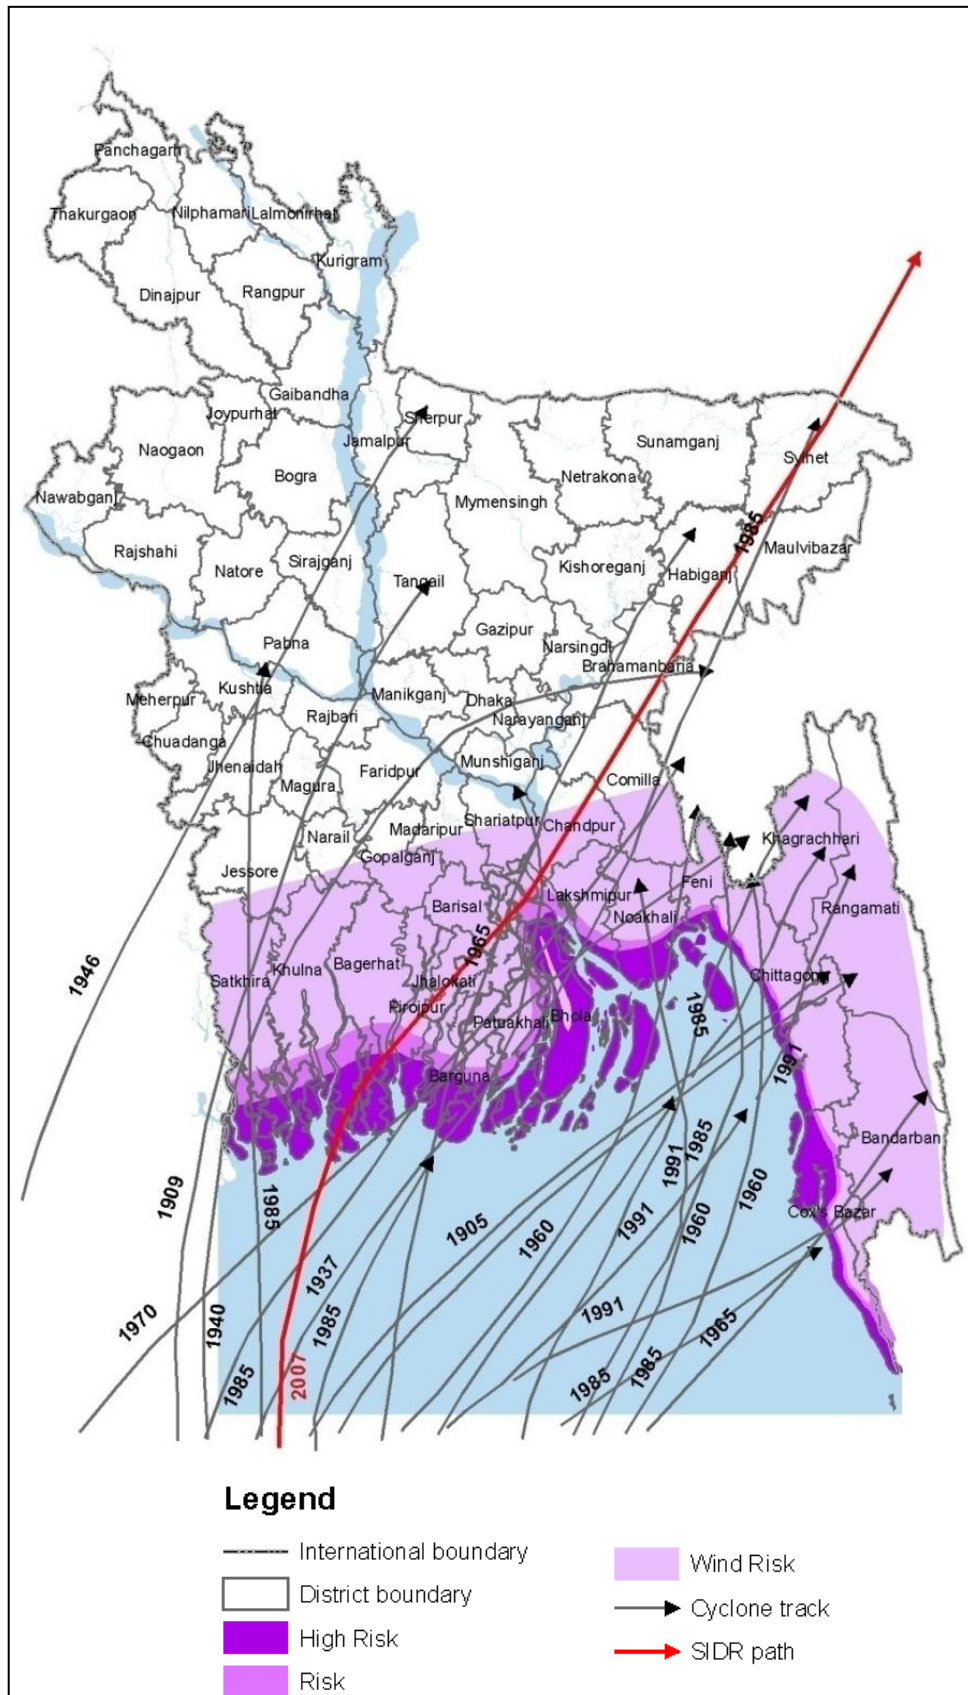 Panchagarh
Thakurgaon
Nilphamari
Lalmonirhat
Kurigram
Dinajpur
Rangpur
Gaibandha
Joypurhat
Sherpur
Jamalpur
Naogaon
Sunamganj
Sylhet
Bogra
Netrakona
Nawabganj
Mymensingh
1985
Rajshahi
Natore
Sirajganj
Tangail
Kishoreganj
Habiganj
Maulvibazar
Pabna
Gazipur
Narsingdi
Brahamanbaria
Meherpur
Kushtia
Manikganj
Dhaka
Rajbari
Narayanganj
Chuadanga
Jhenaidah
Magura
Faridpur
Munshiganj
Comilla
Narail
Madaripur
Shariatpur
Chandpur
Khagrachhari
Jessore
Gopalganj
Barisal
Lakshmipur
Feni
Noakhali
Rangamati
1946
Satkhira
Khulna
Bagerhat
1965
Jhalokati
Pirojpur
Patuakhali
Bhola
Chittagong
1985
Barguna
1991
Bandarban
1909
1985
1905
1960
1991
1991
1985
1960
1960
Cox's Bazar
1970
1940
1937
1985
1985
2007
1991
1985
1985
1965
Legend
International boundary
District boundary
High Risk
Risk
Wind Risk
Cyclone track
SIDR path